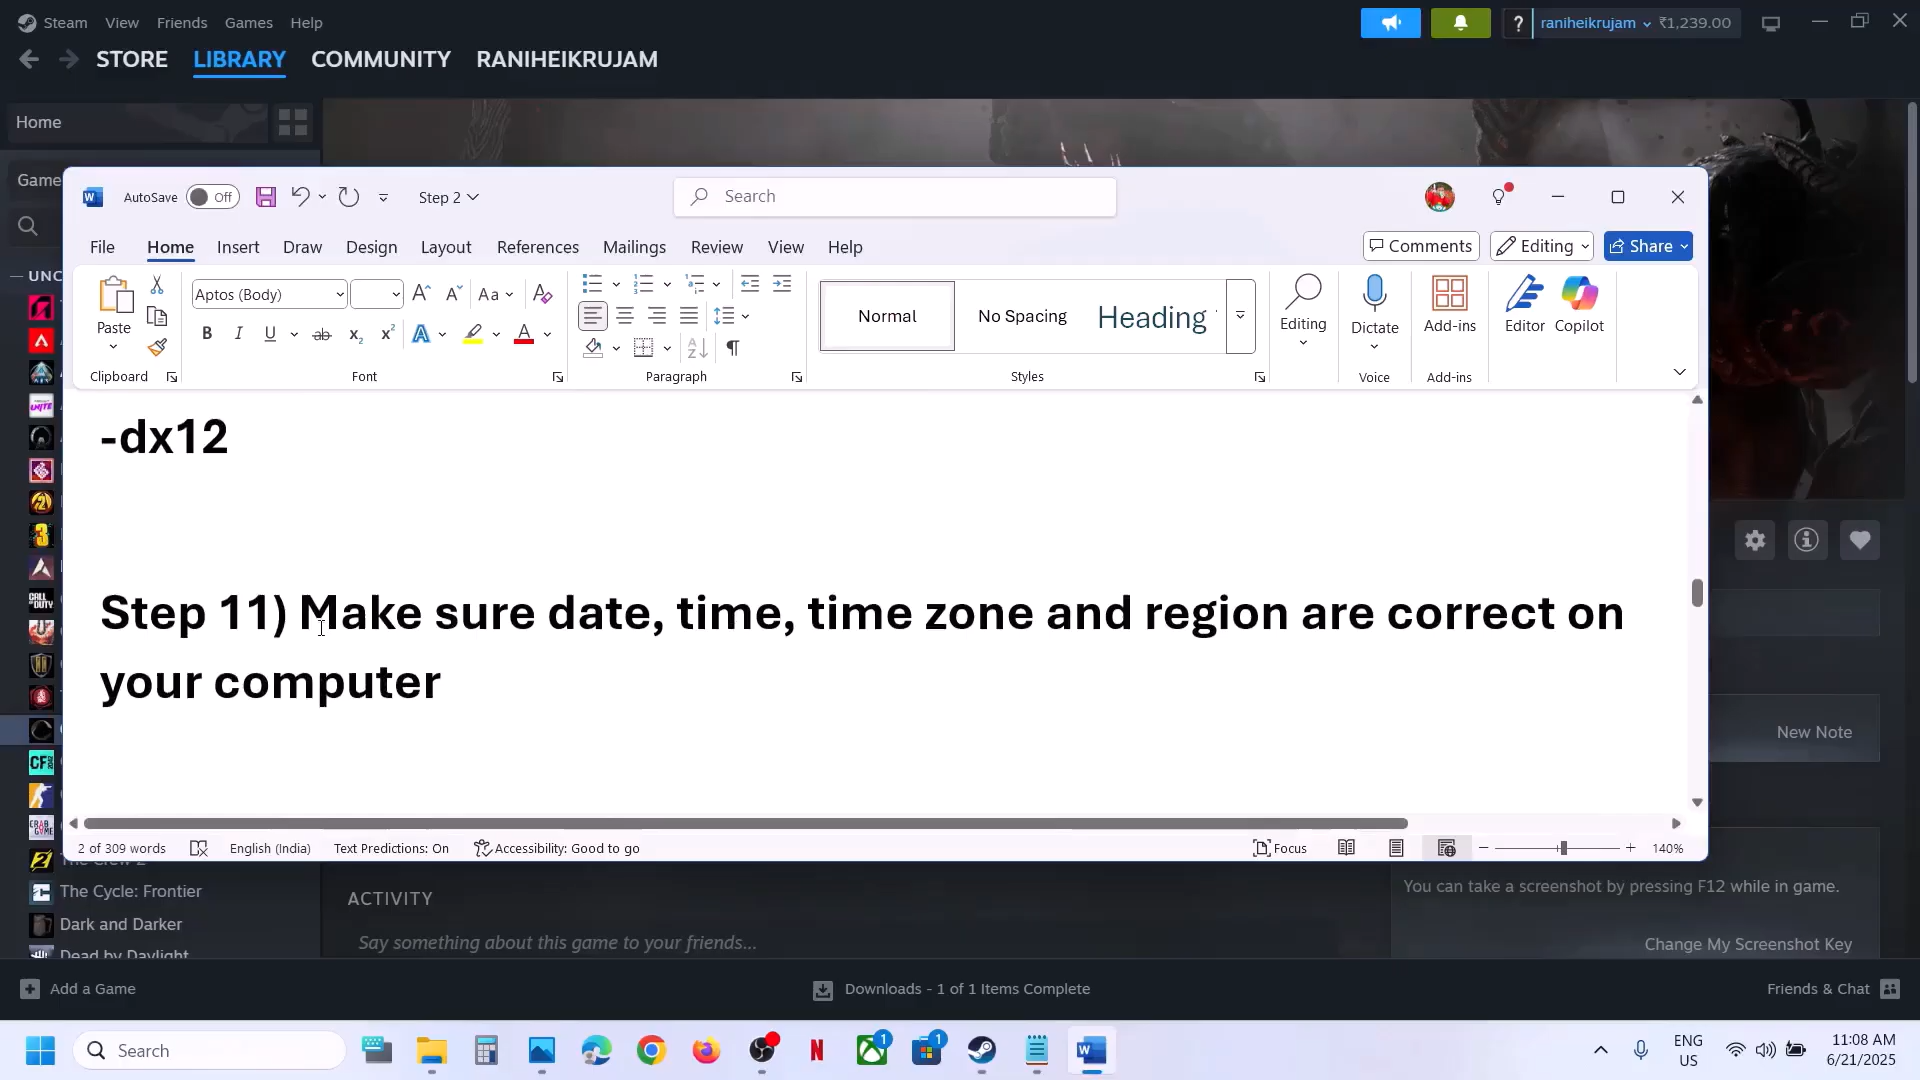 Steam View Friends Games Help
raniheikrujam ₹1,239.00
STORE LIBRARY COMMUNITY RANIHEIKRUJAM
Home
AutoSave Off Step 2 Search
File Home Insert Draw Design Layout References Mailings Review View Help Comments Editing Share
Paste Aptos (Body) Normal No Spacing Heading Editing Dictate Add-ins Editor Copilot
Clipboard Font Paragraph Styles Voice Add-ins
-dx12
Step 11) Make sure date, time, time zone and region are correct on
your computer
New Note
2 of 309 words English (India) Text Predictions: On Accessibility: Good to go Focus 140%
The Cycle: Frontier
Dark and Darker
Dead by Daylight
ACTIVITY
Say something about this game to your friends...
You can take a screenshot by pressing F12 while in game.
Change My Screenshot Key
Add a Game Downloads - 1 of 1 Items Complete Friends & Chat
Search ENG
US
11:08 AM
6/21/2025